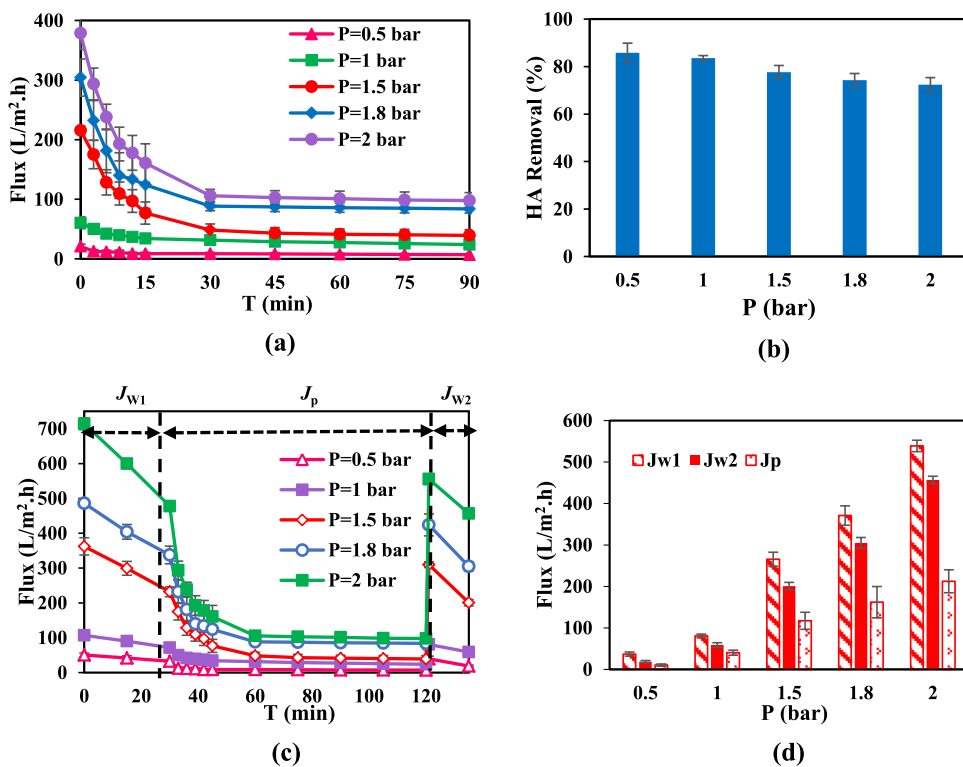 400
300
200
100
0
Flux (L/m².h)
P=0.5 bar
P=1 bar
P=1.5 bar
P=1.8 bar
P=2 bar
0 15 30 45 60 75 90
T (min)
(a)
100
80
60
40
20
0
HA Removal (%)
0.5 1 1.5 1.8 2
P (bar)
(b)
JW1 Jp JW2
700
600
500
400
300
200
100
0
Flux (L/m².h)
P=0.5 bar
P=1 bar
P=1.5 bar
P=1.8 bar
P=2 bar
0 20 40 60 80 100 120
T (min)
(c)
600
500
400
300
200
100
0
Flux (L/m².h)
Jw1 Jw2 Jp
0.5 1 1.5 1.8 2
P (bar)
(d)